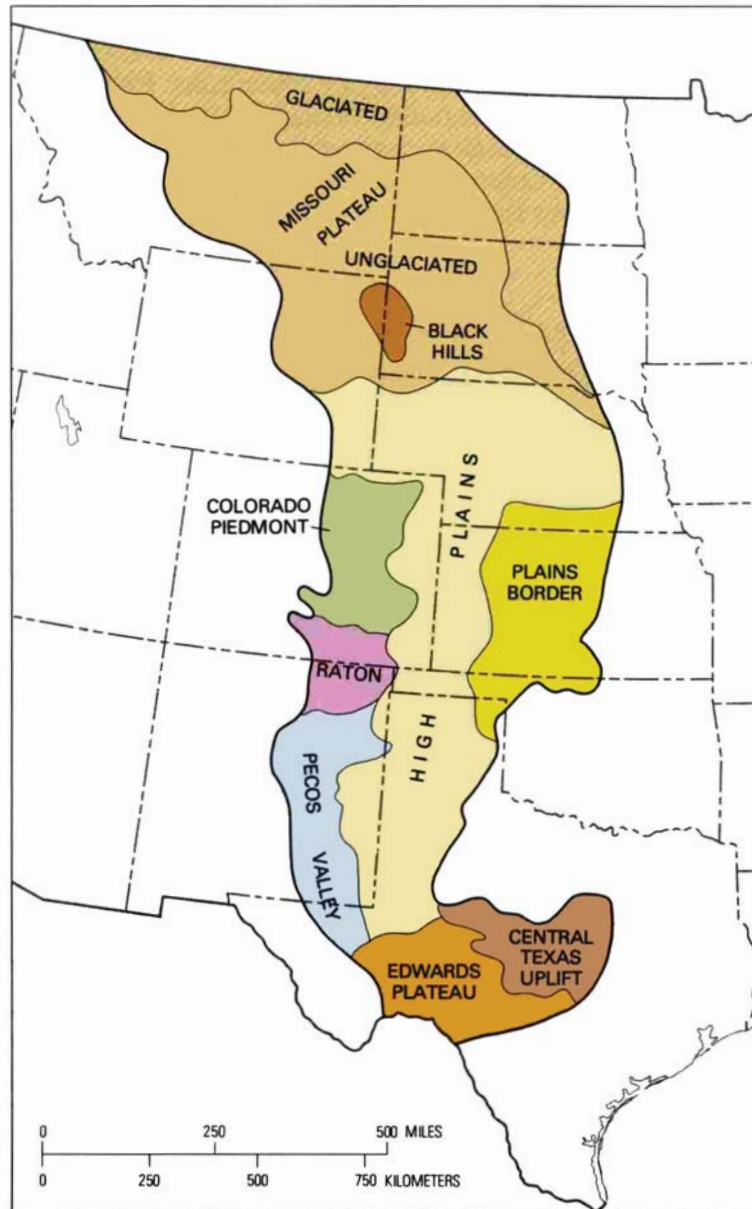 GLACIATED
MISSOURI
PLATEAU
UNGLACIATED
BLACK
HILLS
COLORADO
PIEDMONT
PLAINS
PLAINS
BORDER
RATON
HIGH
PECOS
VALLEY
CENTRAL
TEXAS
UPLIFT
EDWARDS
PLATEAU
0 250 500 MILES
0 250 500 750 KILOMETERS